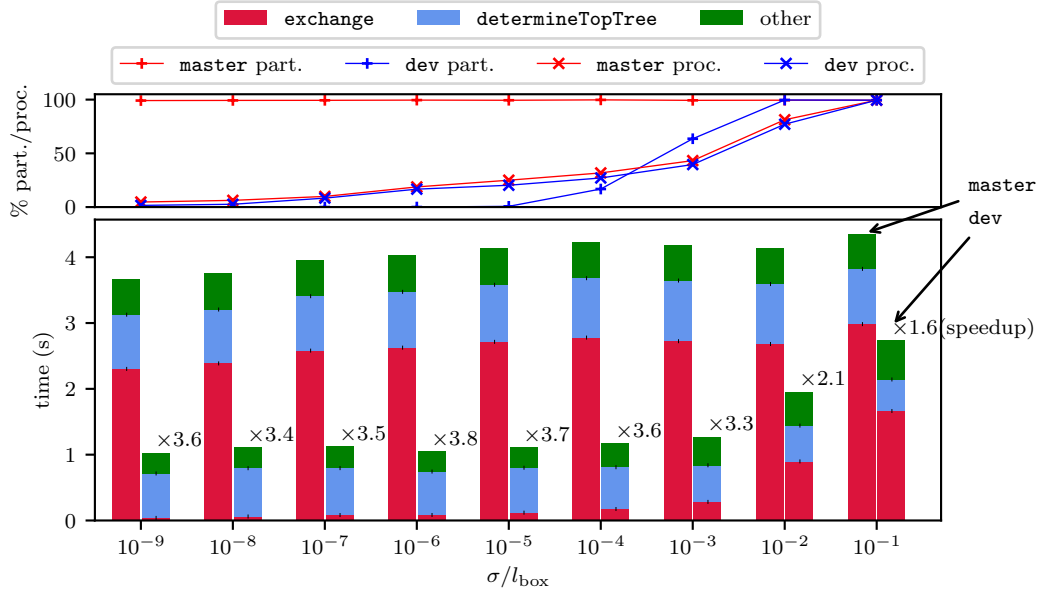 exchange determineTopTree other
master part. dev part. master proc. dev proc.
% part./proc.
100
50
0
master
dev
time (s)
4
3
2
1
0
×3.6 ×3.4 ×3.5 ×3.8 ×3.7 ×3.6 ×3.3 ×2.1 ×1.6(speedup)
10⁻⁹ 10⁻⁸ 10⁻⁷ 10⁻⁶ 10⁻⁵ 10⁻⁴ 10⁻³ 10⁻² 10⁻¹
σ/l_box